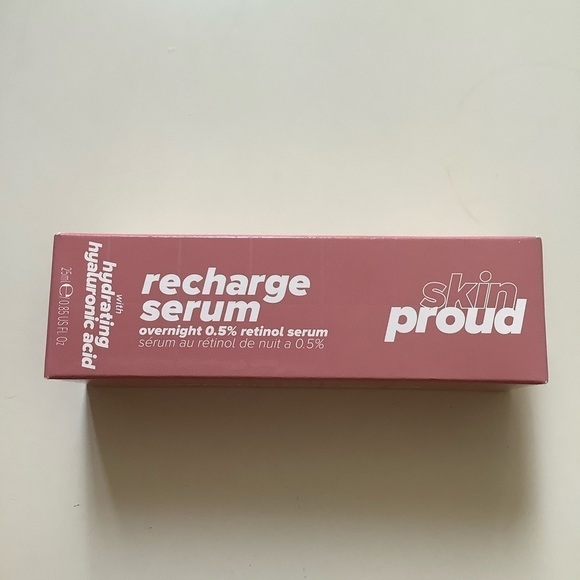 recharge
serum
overnight 0.5% retinol serum
sérum au rétinol de nuit a 0.5%
skin
proud
with
hydrating
hyaluronic acid
25ml ℮ 0.85 US FL Oz